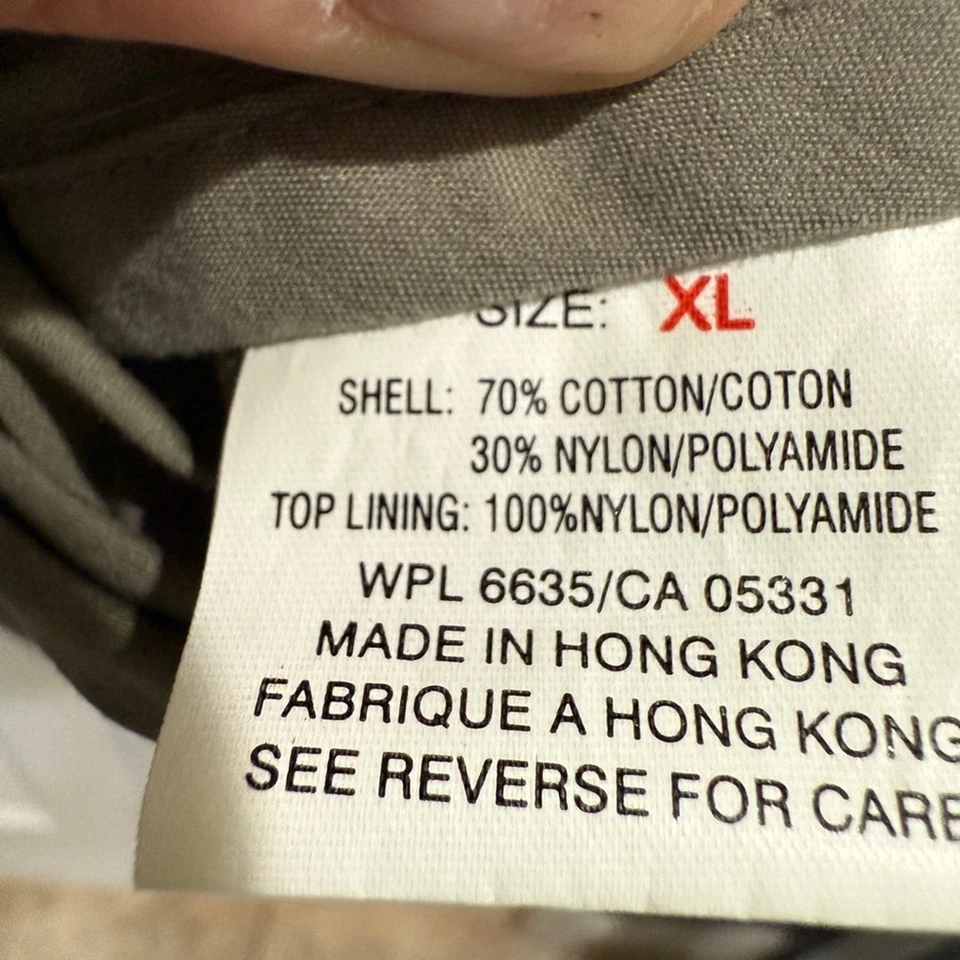 SIZE: XL
SHELL: 70% COTTON/COTON
30% NYLON/POLYAMIDE
TOP LINING: 100%NYLON/POLYAMIDE
WPL 6635/CA 05331
MADE IN HONG KONG
FABRIQUE A HONG KONG
SEE REVERSE FOR CARE